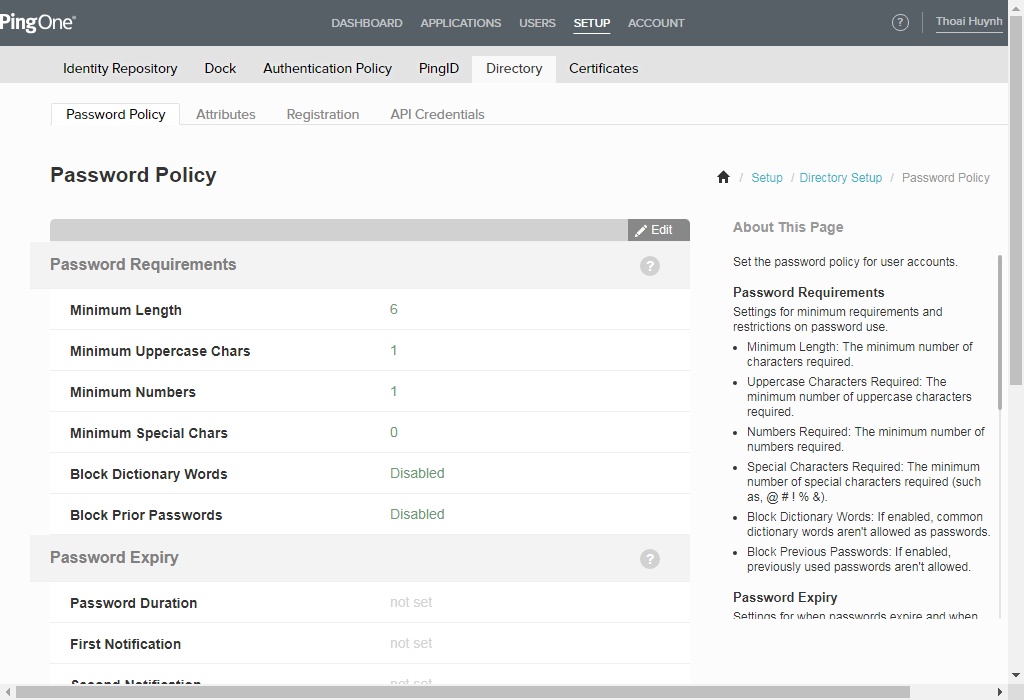 PingOne®
DASHBOARD APPLICATIONS USERS SETUP ACCOUNT
? Thoai Huynh
Identity Repository Dock Authentication Policy PingID Directory Certificates
Password Policy Attributes Registration API Credentials
Password Policy
/ Setup / Directory Setup / Password Policy
Edit
Password Requirements ?
Minimum Length 6
Minimum Uppercase Chars 1
Minimum Numbers 1
Minimum Special Chars 0
Block Dictionary Words Disabled
Block Prior Passwords Disabled
Password Expiry ?
Password Duration not set
First Notification not set
Second Notification not set
About This Page
Set the password policy for user accounts.
Password Requirements
Settings for minimum requirements and
restrictions on password use.
• Minimum Length: The minimum number of
characters required.
• Uppercase Characters Required: The
minimum number of uppercase characters
required.
• Numbers Required: The minimum number of
numbers required.
• Special Characters Required: The minimum
number of special characters required (such
as, @ # ! % &).
• Block Dictionary Words: If enabled, common
dictionary words aren't allowed as passwords.
• Block Previous Passwords: If enabled,
previously used passwords aren't allowed.
Password Expiry
Settings for when passwords expire and when